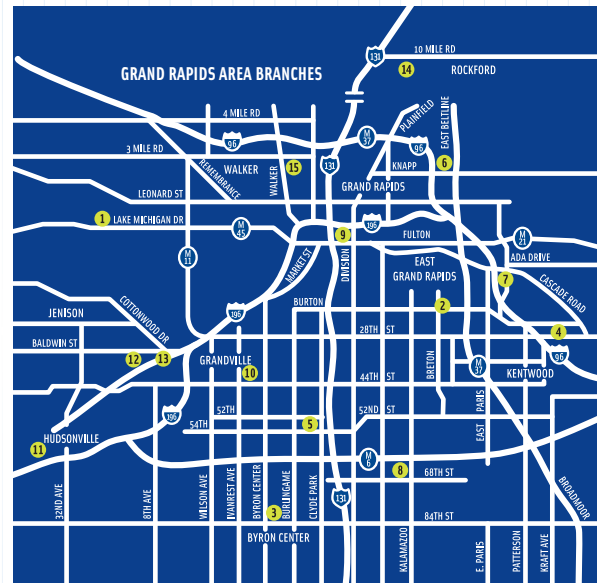 10 MILE RD
131
14
ROCKFORD
GRAND RAPIDS AREA BRANCHES
4 MILE RD
PLAINFIELD
EAST BELTLINE
M
37
96
96
3 MILE RD
REMEMBRANCE
WALKER
WALKER
15
131
KNAPP
6
GRAND RAPIDS
LEONARD ST
1
LAKE MICHIGAN DR
M
45
196
9
FULTON
M
21
M
11
MARKET ST
DIVISION
EAST
GRAND RAPIDS
ADA DRIVE
7
CASCADE ROAD
COTTONWOOD DR
JENISON
196
BURTON
2
28TH ST
4
BALDWIN ST
12
13
GRANDVILLE
10
BRETON
M
37
96
KENTWOOD
44TH ST
196
52TH
52ND ST
PARIS
EAST
54TH
5
HUDSONVILLE
11
M
6
8
68TH ST
32ND AVE
8TH AVE
WILSON AVE
IVANREST AVE
BYRON CENTER
BURLINGAME
CLYDE PARK
131
BROADMOOR
3
84TH ST
BYRON CENTER
KALAMAZOO
E. PARIS
PATTERSON
KRAFT AVE